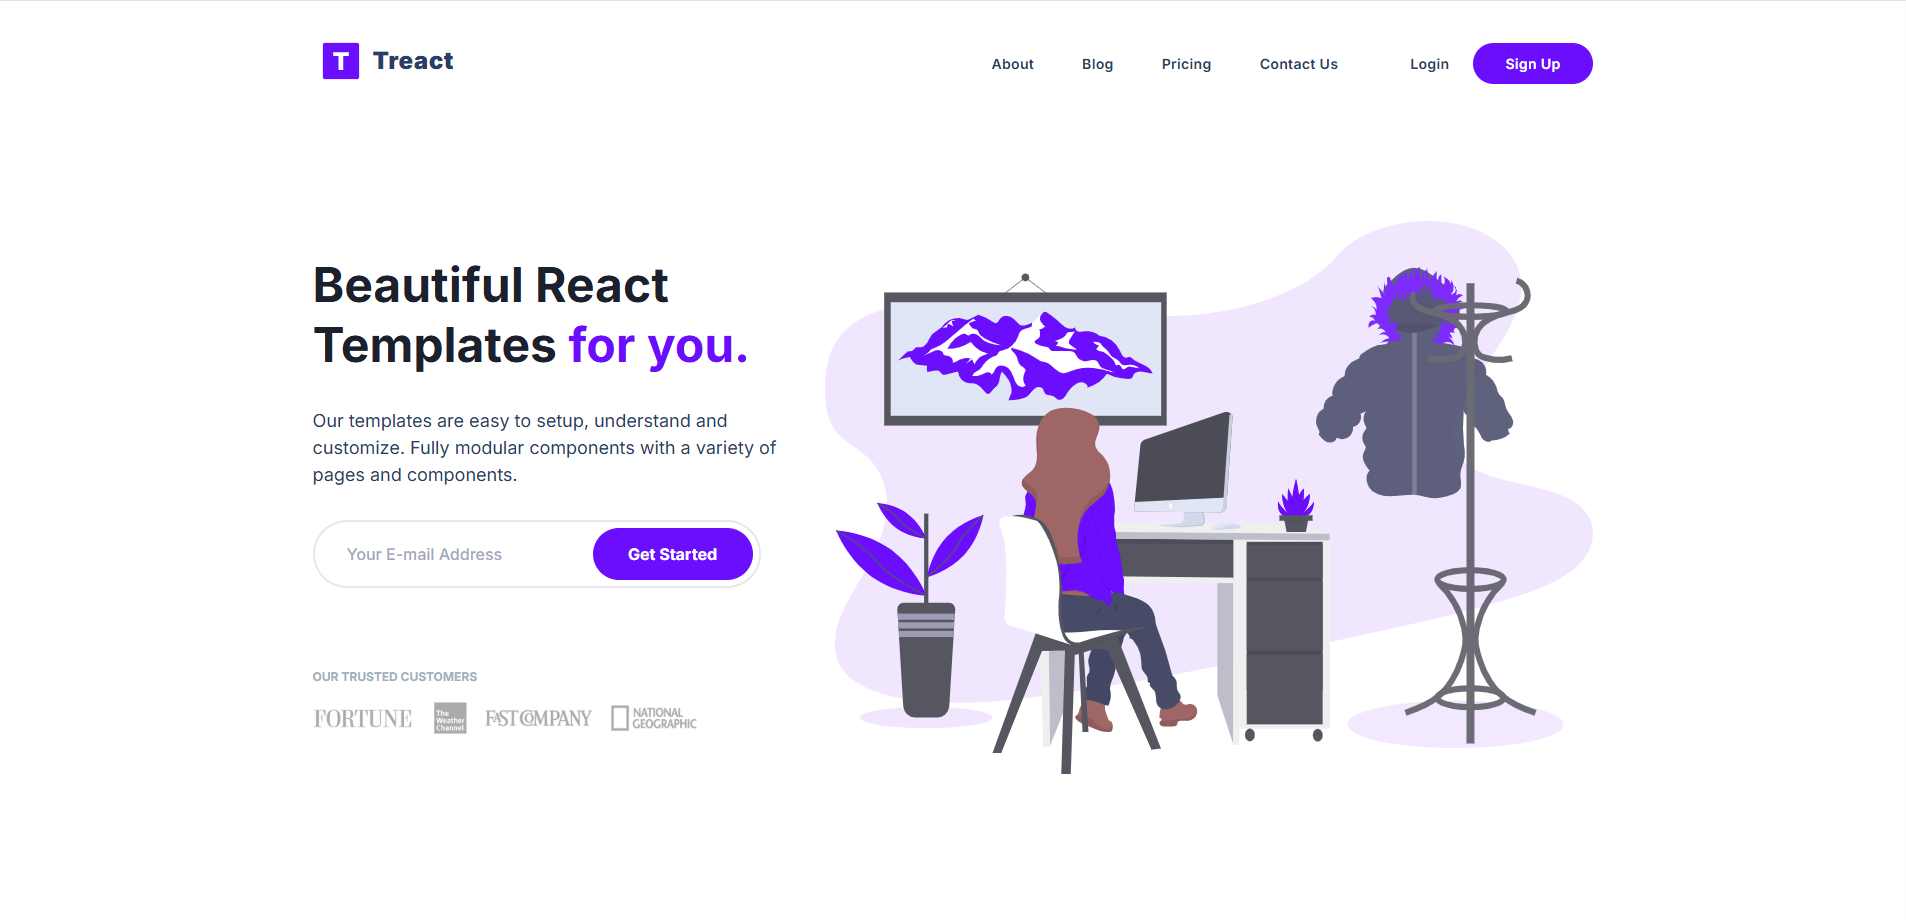 T Treact
About Blog Pricing Contact Us Login Sign Up
Beautiful React
Templates for you.
Our templates are easy to setup, understand and
customize. Fully modular components with a variety of
pages and components.
Your E-mail Address Get Started
OUR TRUSTED CUSTOMERS
FORTUNE
The
Weather
Channel
FAST COMPANY
NATIONAL
GEOGRAPHIC